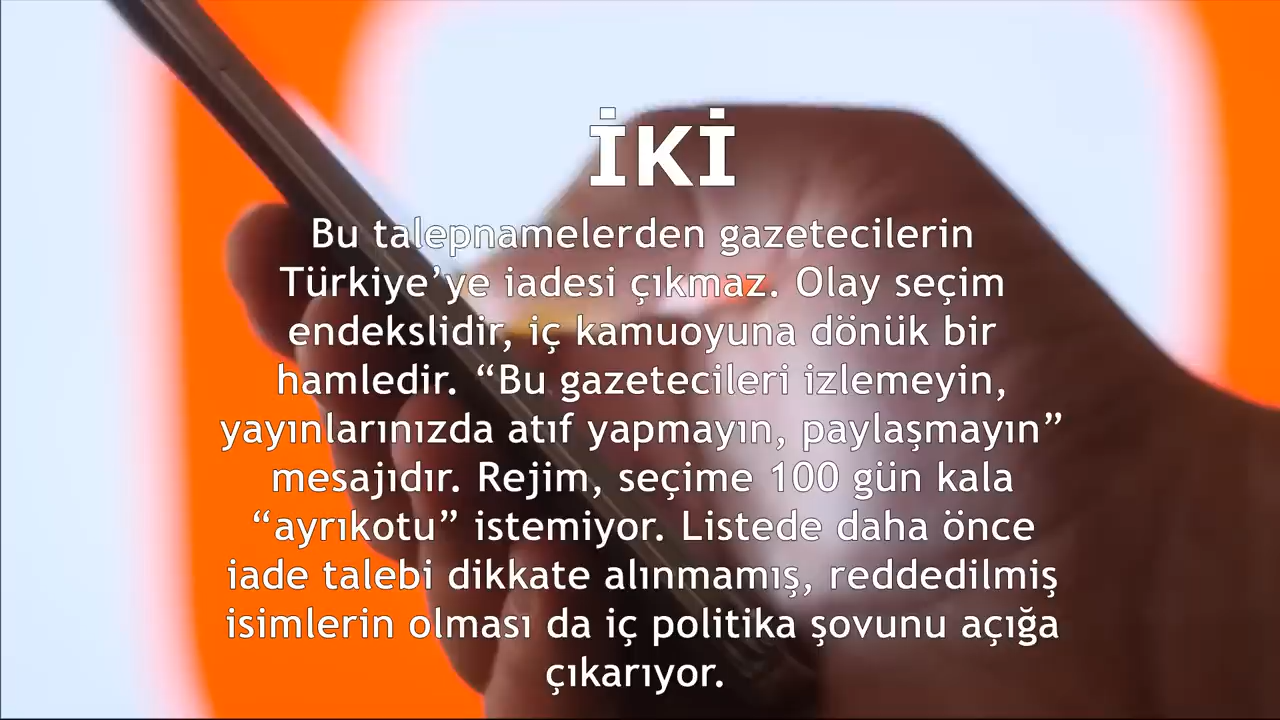 İKİ
Bu talepnamelerden gazetecilerin
Türkiye’ye iadesi çıkmaz. Olay seçim
endekslidir, iç kamuoyuna dönük bir
hamledir. “Bu gazetecileri izlemeyin,
yayınlarınızda atıf yapmayın, paylaşmayın”
mesajıdır. Rejim, seçime 100 gün kala
“ayrıkotu” istemiyor. Listede daha önce
iade talebi dikkate alınmamış, reddedilmiş
isimlerin olması da iç politika şovunu açığa
çıkarıyor.